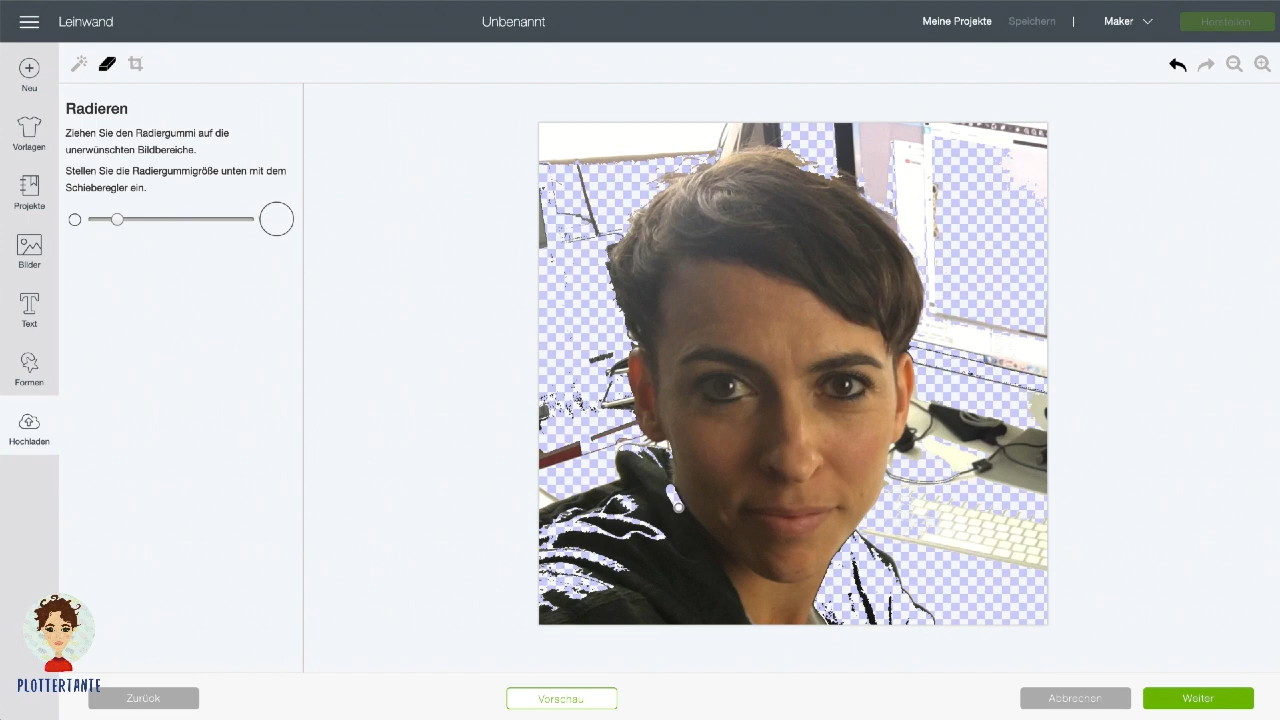 Leinwand
Unbenannt
Meine Projekte
Speichern
|
Maker
Herstellen
Neu
Vorlagen
Projekte
Bilder
Text
Formen
Hochladen
Radieren
Ziehen Sie den Radiergummi auf die
unerwünschten Bildbereiche.
Stellen Sie die Radiergummigröße unten mit dem
Schieberegler ein.
PLOTTERTANTE
Zurück
Vorschau
Abbrechen
Weiter